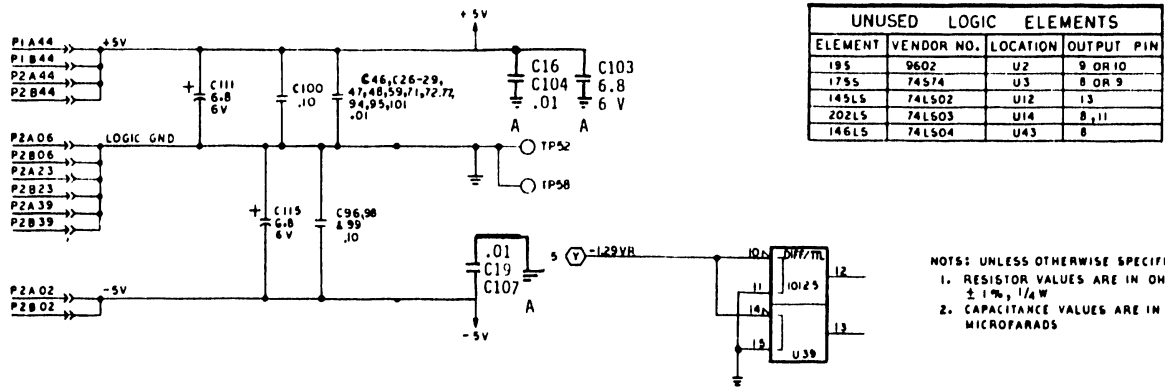 +5V
P1A44 +5V
P1B44
P2A44
P2B44
+ C111
6.8
6V
C100
.10
C46,C26-29,
47,48,59,71,72,77,
94,95,101
.01
C16
C104
.01
A
C103
6.8
6 V
A
P2A06 LOGIC GND
P2B06
P2A23
P2B23
P2A39
P2B39
TP52
TP58
+ C115
6.8
6V
C96,98
& 99
.10
.01
C19
C107
A
P2A02 -5V
P2B02
-5V
5 Y -1.29VR
10 DIFF/TTL 12
11 10125
14 13
15 U39
UNUSED LOGIC ELEMENTS
ELEMENT VENDOR NO. LOCATION OUTPUT PIN
19S 9602 U2 9 OR 10
175S 74S74 U3 8 OR 9
145LS 74LS02 U12 13
202LS 74LS03 U14 8,11
146LS 74LS04 U43 8
NOTS: UNLESS OTHERWISE SPECIFI
1. RESISTOR VALUES ARE IN OH
± 1%, 1/4 W
2. CAPACITANCE VALUES ARE IN
MICROFARADS